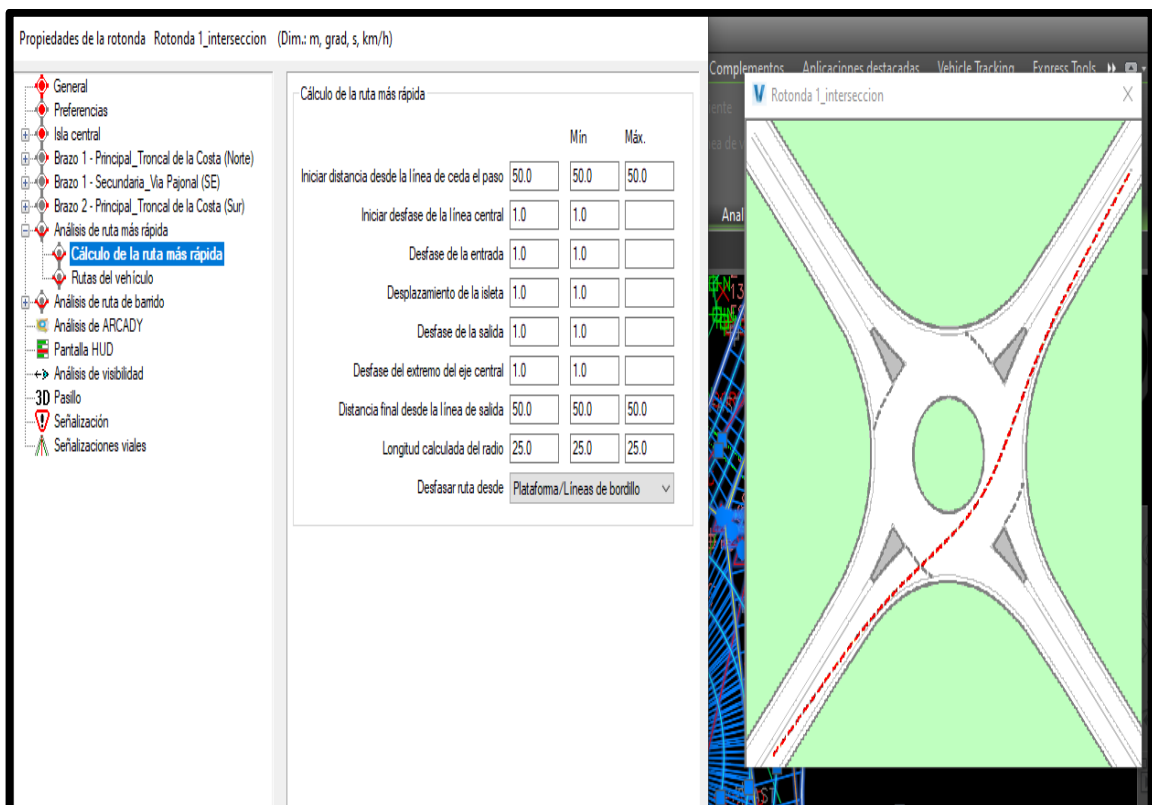 Propiedades de la rotonda Rotonda 1_interseccion (Dim.: m, grad, s, km/h)
General
Preferencias
Isla central
Brazo 1 - Principal_Troncal de la Costa (Norte)
Brazo 1 - Secundaria_Via Pajonal (SE)
Brazo 2 - Principal_Troncal de la Costa (Sur)
Análisis de ruta más rápida
Cálculo de la ruta más rápida
Rutas del vehículo
Análisis de ruta de barrido
Análisis de ARCADY
Pantalla HUD
Análisis de visibilidad
3D Pasillo
Señalización
Señalizaciones viales
Cálculo de la ruta más rápida
Mín Máx.
Iniciar distancia desde la línea de ceda el paso 50.0 50.0 50.0
Iniciar desfase de la línea central 1.0 1.0
Desfase de la entrada 1.0 1.0
Desplazamiento de la isleta 1.0 1.0
Desfase de la salida 1.0 1.0
Desfase del extremo del eje central 1.0 1.0
Distancia final desde la línea de salida 50.0 50.0 50.0
Longitud calculada del radio 25.0 25.0 25.0
Desfasar ruta desde Plataforma/Líneas de bordillo
Complementos Aplicaciones destacadas Vehicle Tracking Express Tools
Rotonda 1_interseccion
Anal